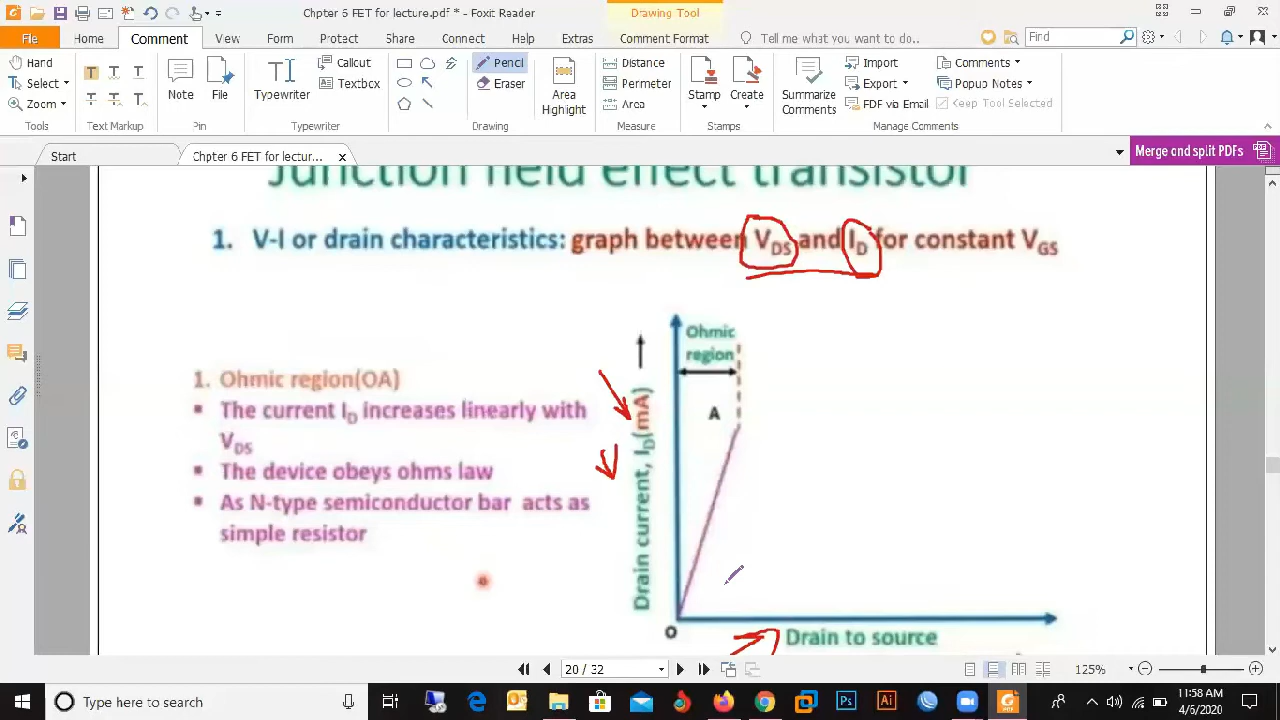 Chpter 6 FET for lecture.pdf * - Foxit Reader
Drawing Tool
File Home Comment View Form Protect Share Connect Help Extras Comment Format Tell me what you want to do.. Find
Hand
Select
Zoom
Tools
Text Markup
Note
File
Pin
Typewriter
Callout
Textbox
Typewriter
Pencil
Eraser
Drawing
Area Highlight
Distance
Perimeter
Area
Measure
Stamp
Create
Stamps
Summarize Comments
Import
Export
FDF via Email
Comments
Popup Notes
Keep Tool Selected
Manage Comments
Start
Chpter 6 FET for lectur...
Merge and split PDFs
Junction field effect transistor
1. V-I or drain characteristics: graph between VDS and ID for constant VGS
1. Ohmic region(OA)
▪ The current ID increases linearly with
VDS
▪ The device obeys ohms law
▪ As N-type semiconductor bar acts as
simple resistor
Ohmic
region
A
Drain current, ID(mA)
O
Drain to source
20 / 32
125%
Type here to search
11:58 AM
4/6/2020